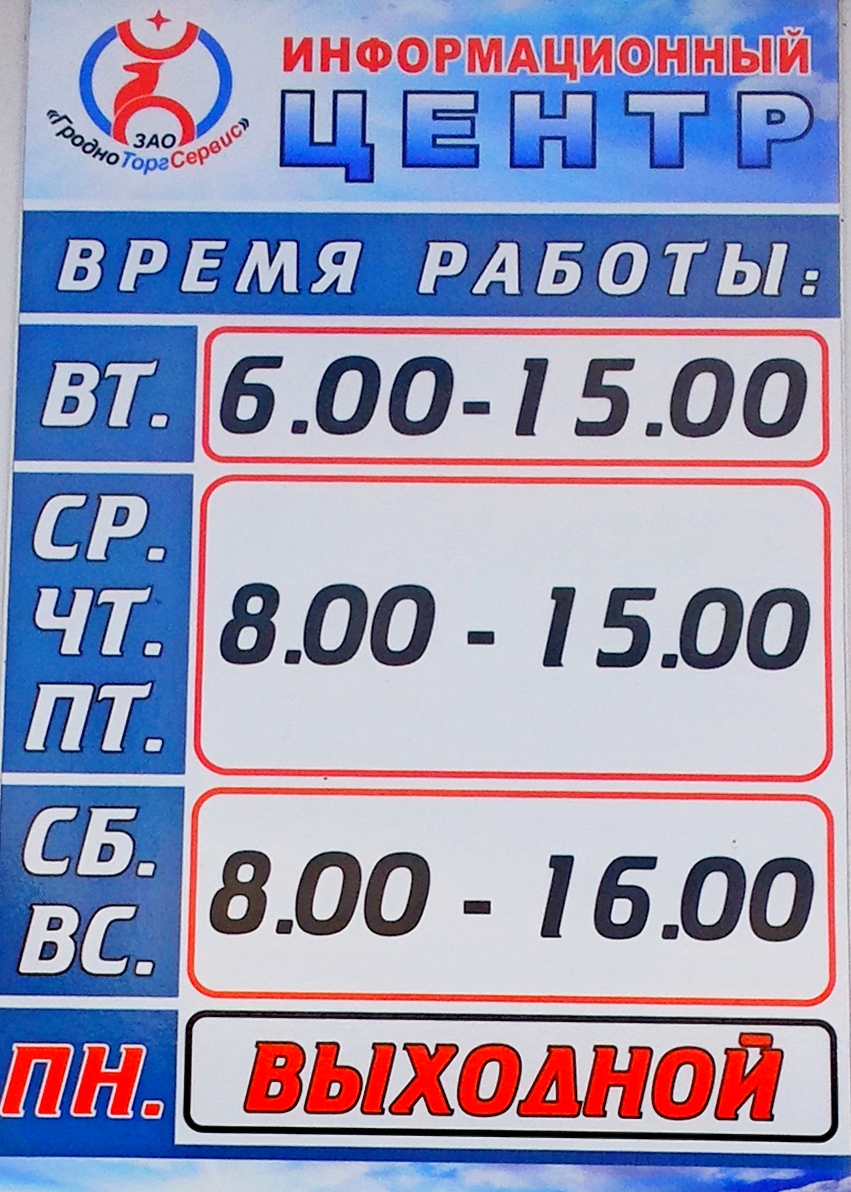 ЗАО
«ГродноТоргСервис»
ИНФОРМАЦИОННЫЙ
ЦЕНТР
ВРЕМЯ РАБОТЫ:
ВТ. 6.00-15.00
СР.
ЧТ. 8.00 - 15.00
ПТ.
СБ.
8.00 - 16.00
ВС.
ПН. ВЫХОДНОЙ